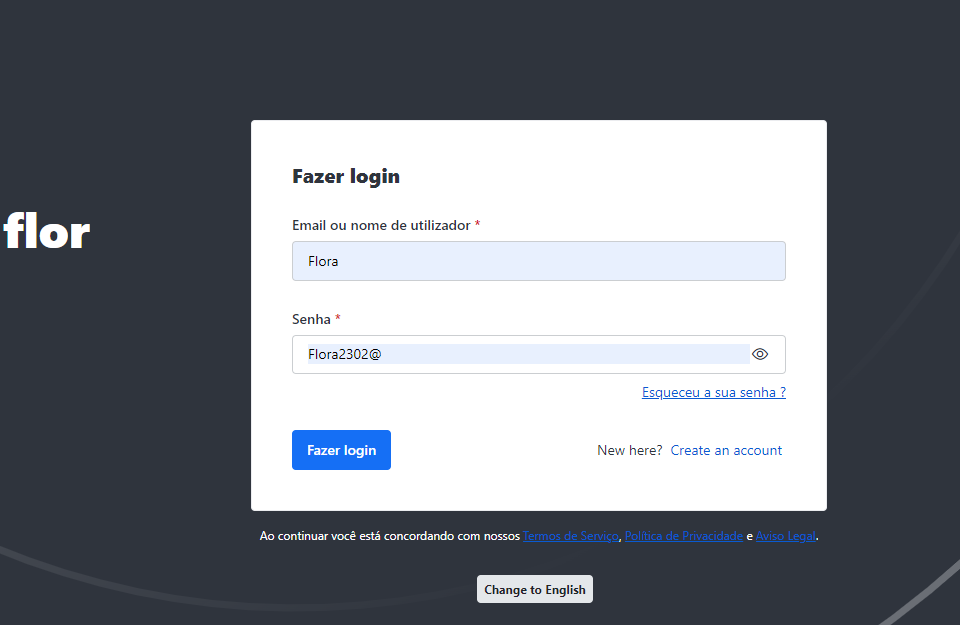 flor
Fazer login
Email ou nome de utilizador *
Flora
Senha *
Flora2302@
Esqueceu a sua senha ?
Fazer login
New here? Create an account
Ao continuar você está concordando com nossos Termos de Serviço, Política de Privacidade e Aviso Legal.
Change to English